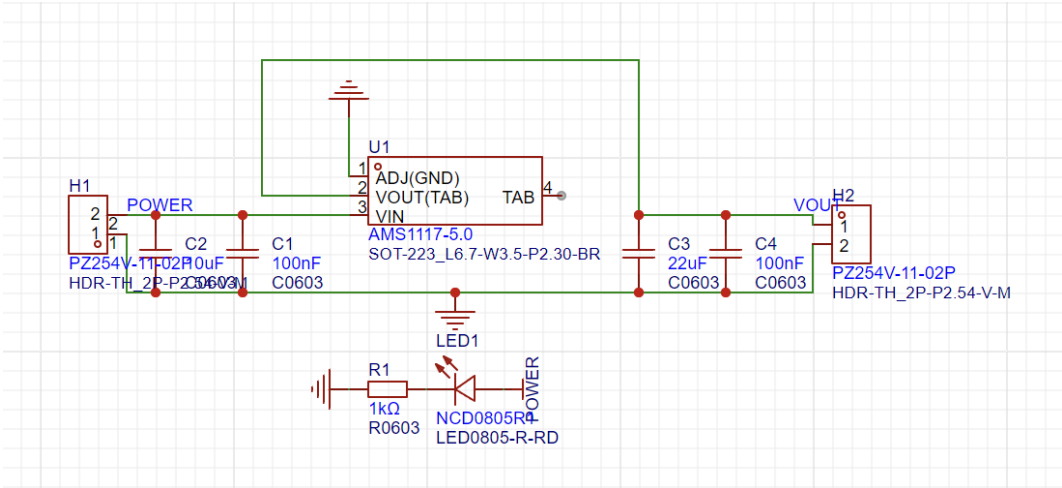 U1
1
2
3
ADJ(GND)
VOUT(TAB)
VIN
TAB
4
AMS1117-5.0
SOT-223_L6.7-W3.5-P2.30-BR
H1
2
1
2
1
POWER
PZ254V-11-02P
HDR-TH_2P-P2.54-V-M
C2
10uF
C0603
C1
100nF
C0603
C3
22uF
C0603
C4
100nF
C0603
VOUT
H2
1
2
PZ254V-11-02P
HDR-TH_2P-P2.54-V-M
LED1
R1
1kΩ
R0603
NCD0805R1
LED0805-R-RD
POWER